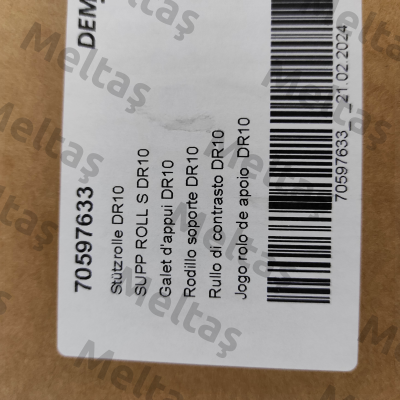 DEM
70597633
Stützrolle DR10
SUPP ROLL S DR10
Galet d'appui DR10
Rodillo soporte DR10
Rullo di contrasto DR10
Jogo rolo de apoio DR10
70597633 _ 21.02.2024
Meltaş